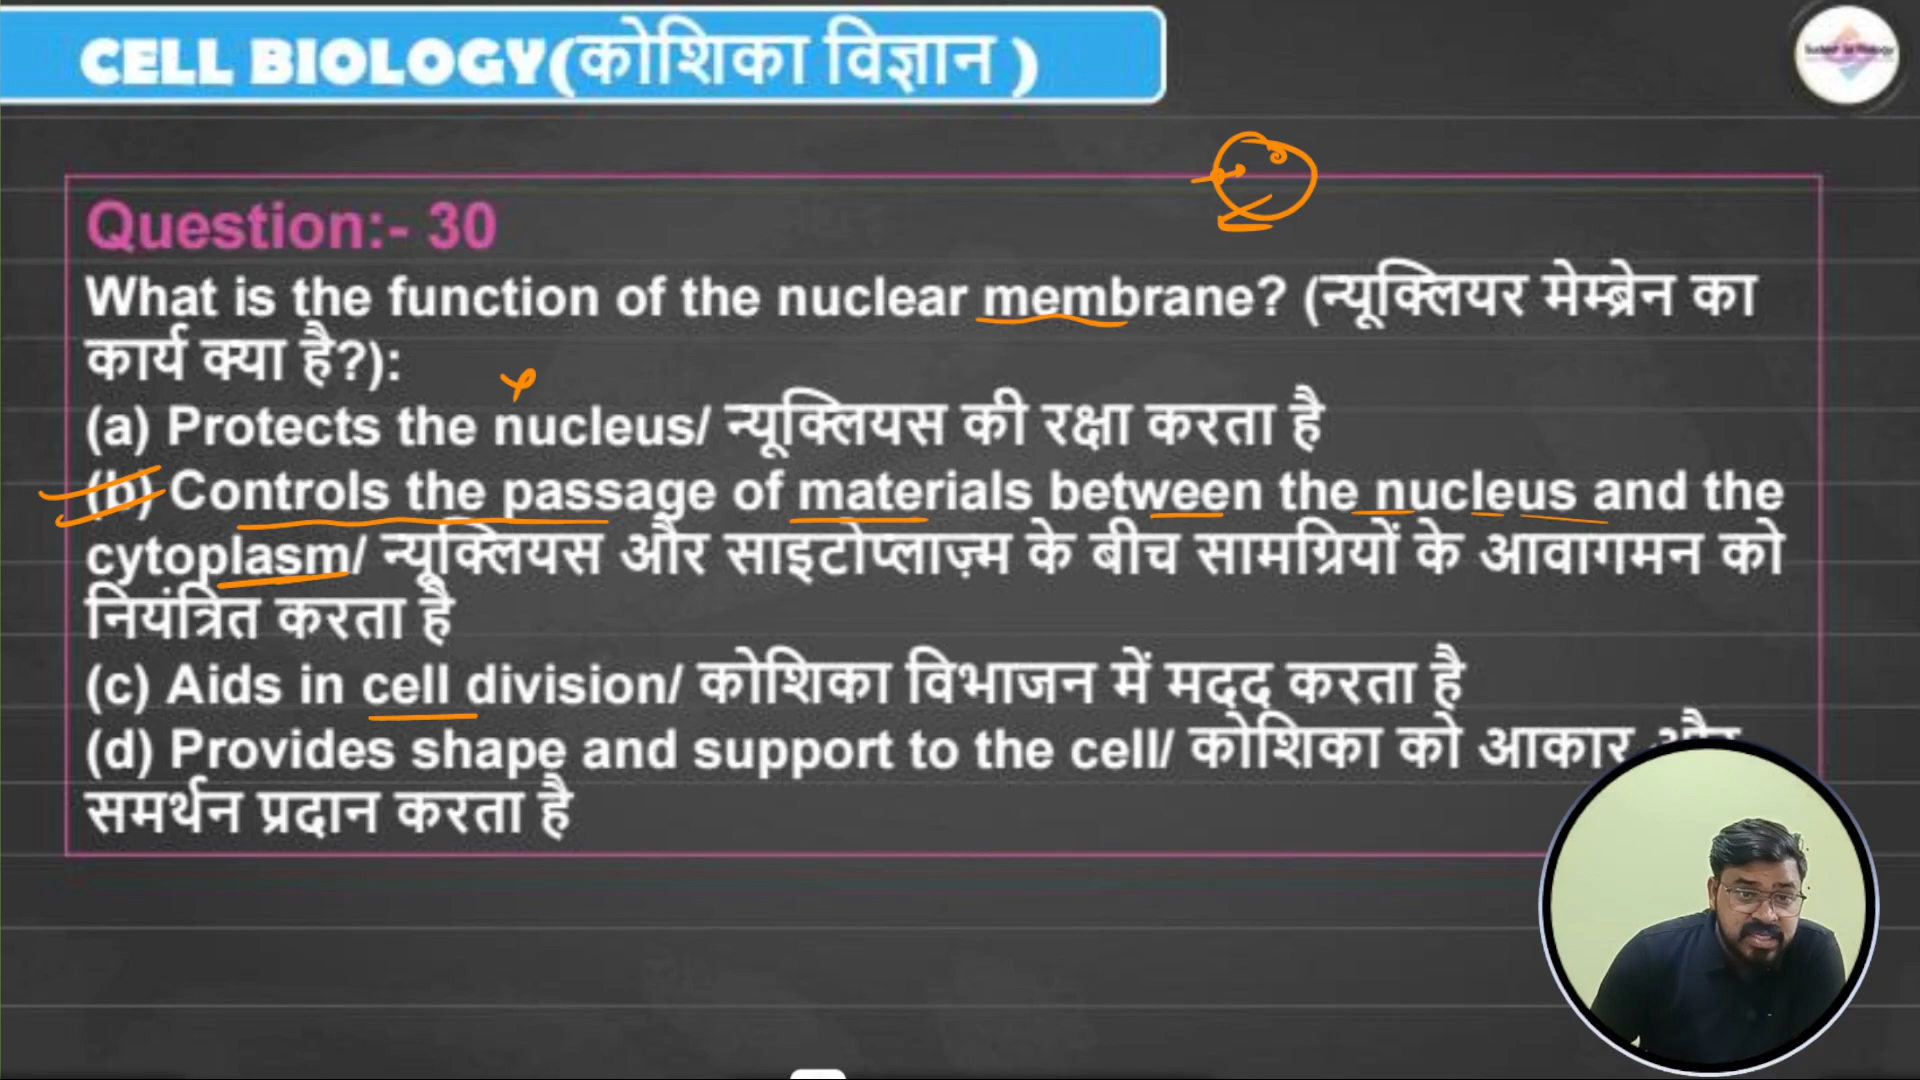 CELL BIOLOGY(कोशिका विज्ञान )
Question:- 30
What is the function of the nuclear membrane? (न्यूक्लियर मेम्ब्रेन का
कार्य क्या है?):
(a) Protects the nucleus/ न्यूक्लियस की रक्षा करता है
(b) Controls the passage of materials between the nucleus and the
cytoplasm/ न्यूक्लियस और साइटोप्लाज़्म के बीच सामग्रियों के आवागमन को
नियंत्रित करता है
(c) Aids in cell division/ कोशिका विभाजन में मदद करता है
(d) Provides shape and support to the cell/ कोशिका को आकार और
समर्थन प्रदान करता है